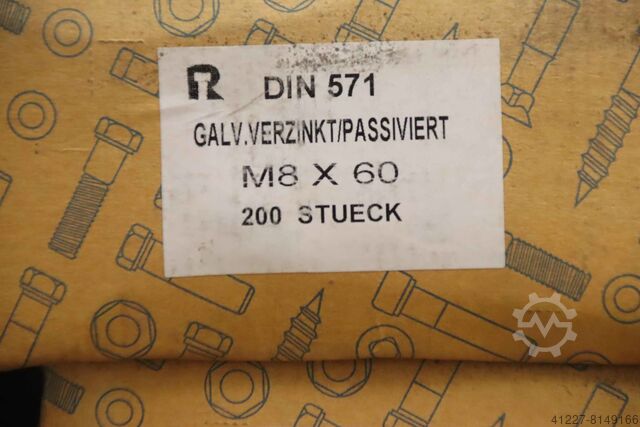 R DIN 571
GALV.VERZINKT/PASSIVIERT
M8 X 60
200 STUECK
41227-8149166